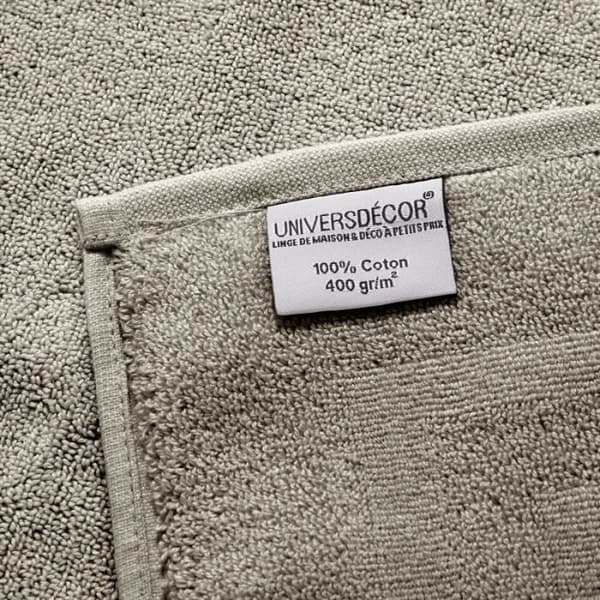 UNIVERSDÉCOR
LINGE DE MAISON & DÉCO À PETITS PRIX
100% Coton
400 gr/m²